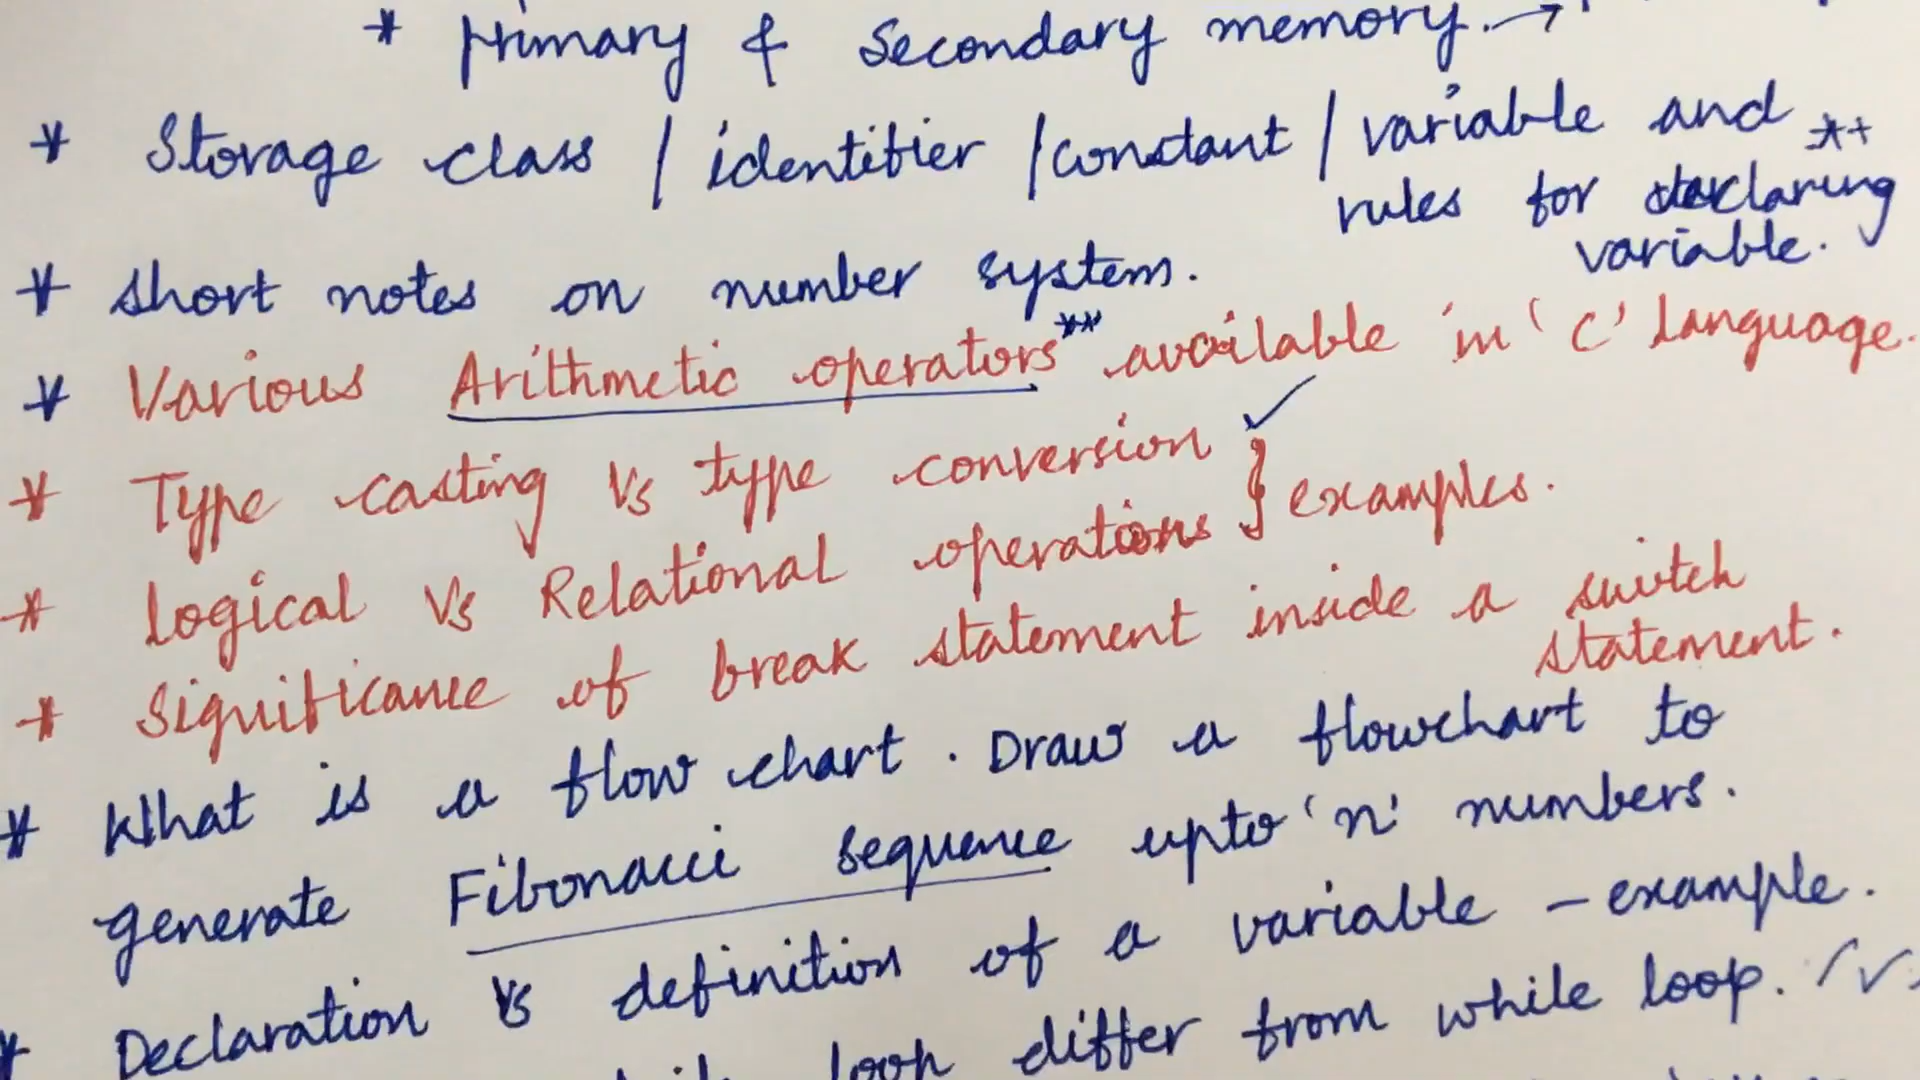 * Primary & Secondary memory. →
* Storage class / identifier / constant / variable and **
rules for declaring
variable.
* short notes on number system.
* Various Arithmetic operators ** available in 'C' language.
* Type casting Vs type conversion ✓
* Logical Vs Relational operations } examples.
* Significance of break statement inside a switch
statement.
* What is a flow chart. Draw a flowchart to
generate Fibonacci sequence upto 'n' numbers.
* Declaration Vs definition of a variable - example.
loop differ from while loop.